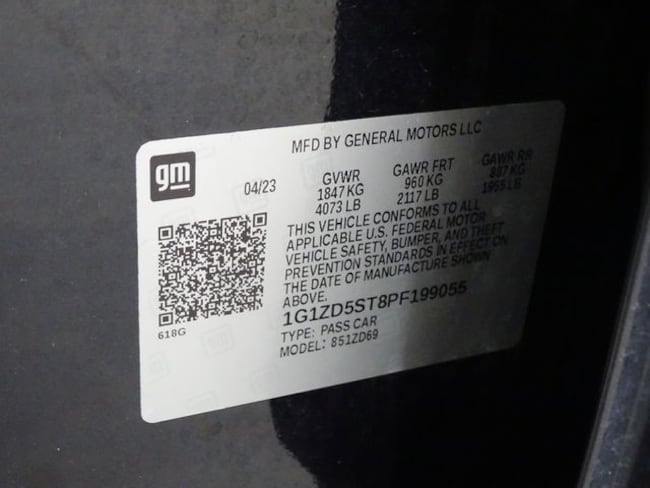 MFD BY GENERAL MOTORS LLC
gm
04/23
GVWR
1847 KG
4073 LB
GAWR FRT
960 KG
2117 LB
GAWR RR
887 KG
1955 LB
THIS VEHICLE CONFORMS TO ALL
APPLICABLE U.S. FEDERAL MOTOR
VEHICLE SAFETY, BUMPER, AND THEFT
PREVENTION STANDARDS IN EFFECT ON
THE DATE OF MANUFACTURE SHOWN
ABOVE.
1G1ZD5ST8PF199055
TYPE: PASS CAR
MODEL: 851ZD69
618G